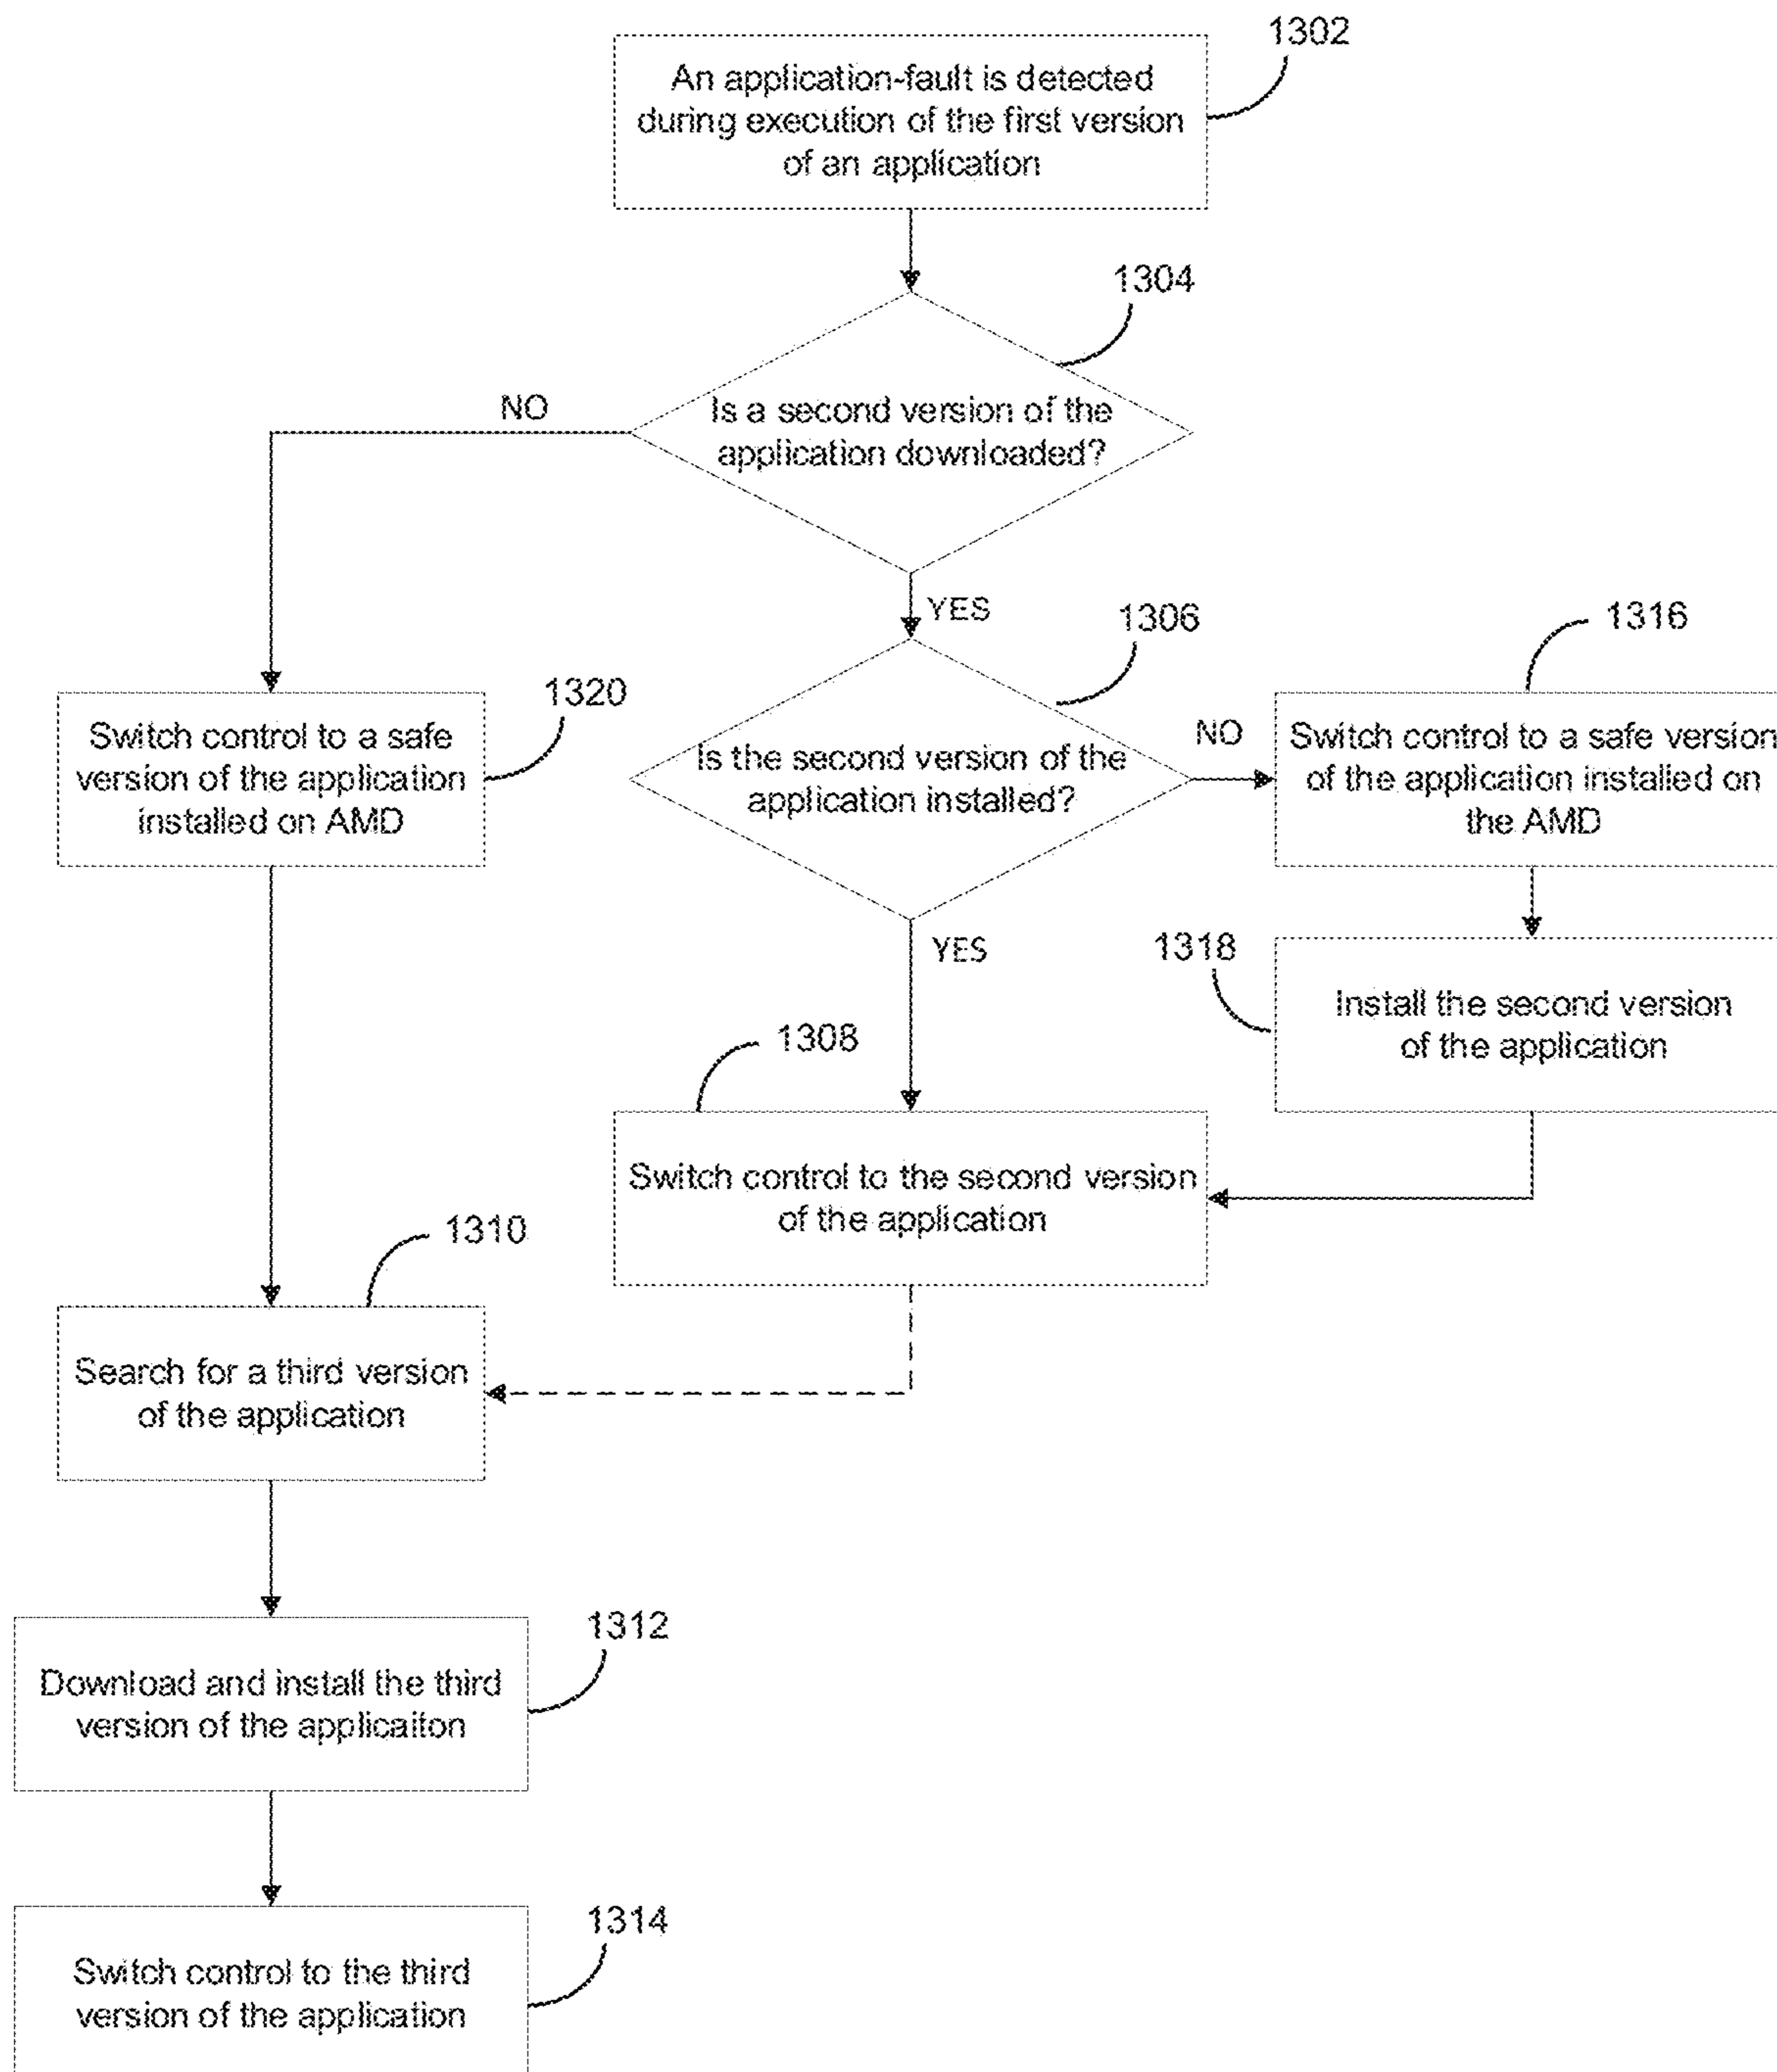 1302
An application-fault is detected
during execution of the first version
of an application
1304
NO
Is a second version of the
application downloaded?
YES
1306
1316
1320
Switch control to a safe
version of the application
installed on AMD
Is the second version of the
application installed?
NO
Switch control to a safe version
of the application installed on
the AMD
YES
1318
Install the second version
of the application
1308
Switch control to the second version
of the application
1310
Search for a third version
of the application
1312
Download and install the third
version of the applicaiton
1314
Switch control to the third
version of the application